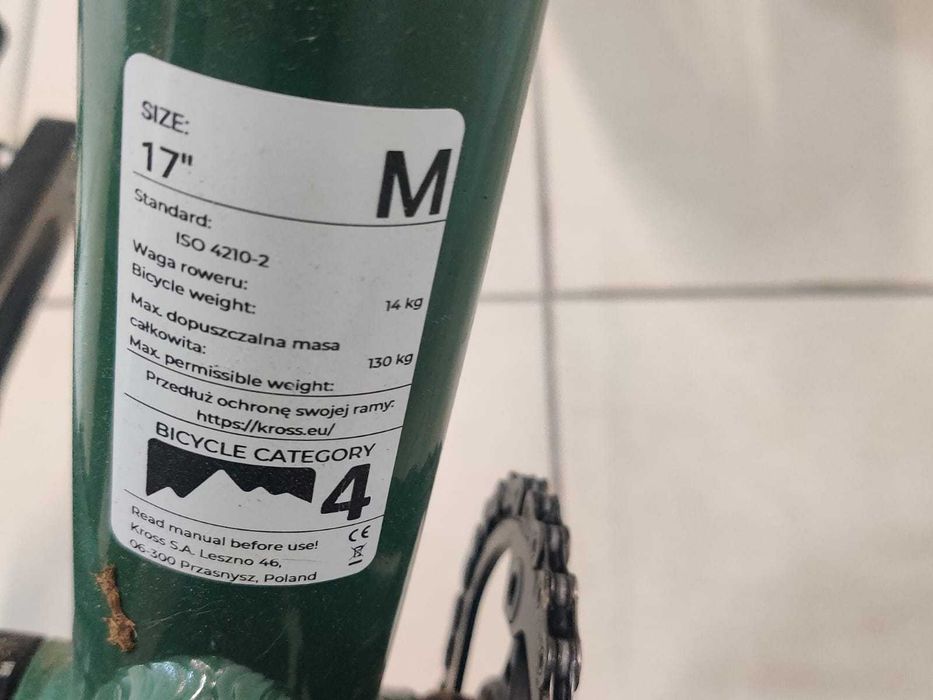 SIZE:
17" M
Standard:
ISO 4210-2
Waga roweru:
Bicycle weight: 14 kg
Max. dopuszczalna masa
całkowita:
Max. permissible weight: 130 kg
Przedłuż ochronę swojej ramy:
https://kross.eu/
BICYCLE CATEGORY
4
Read manual before use!
Kross S.A. Leszno 46,
06-300 Przasnysz, Poland
CE